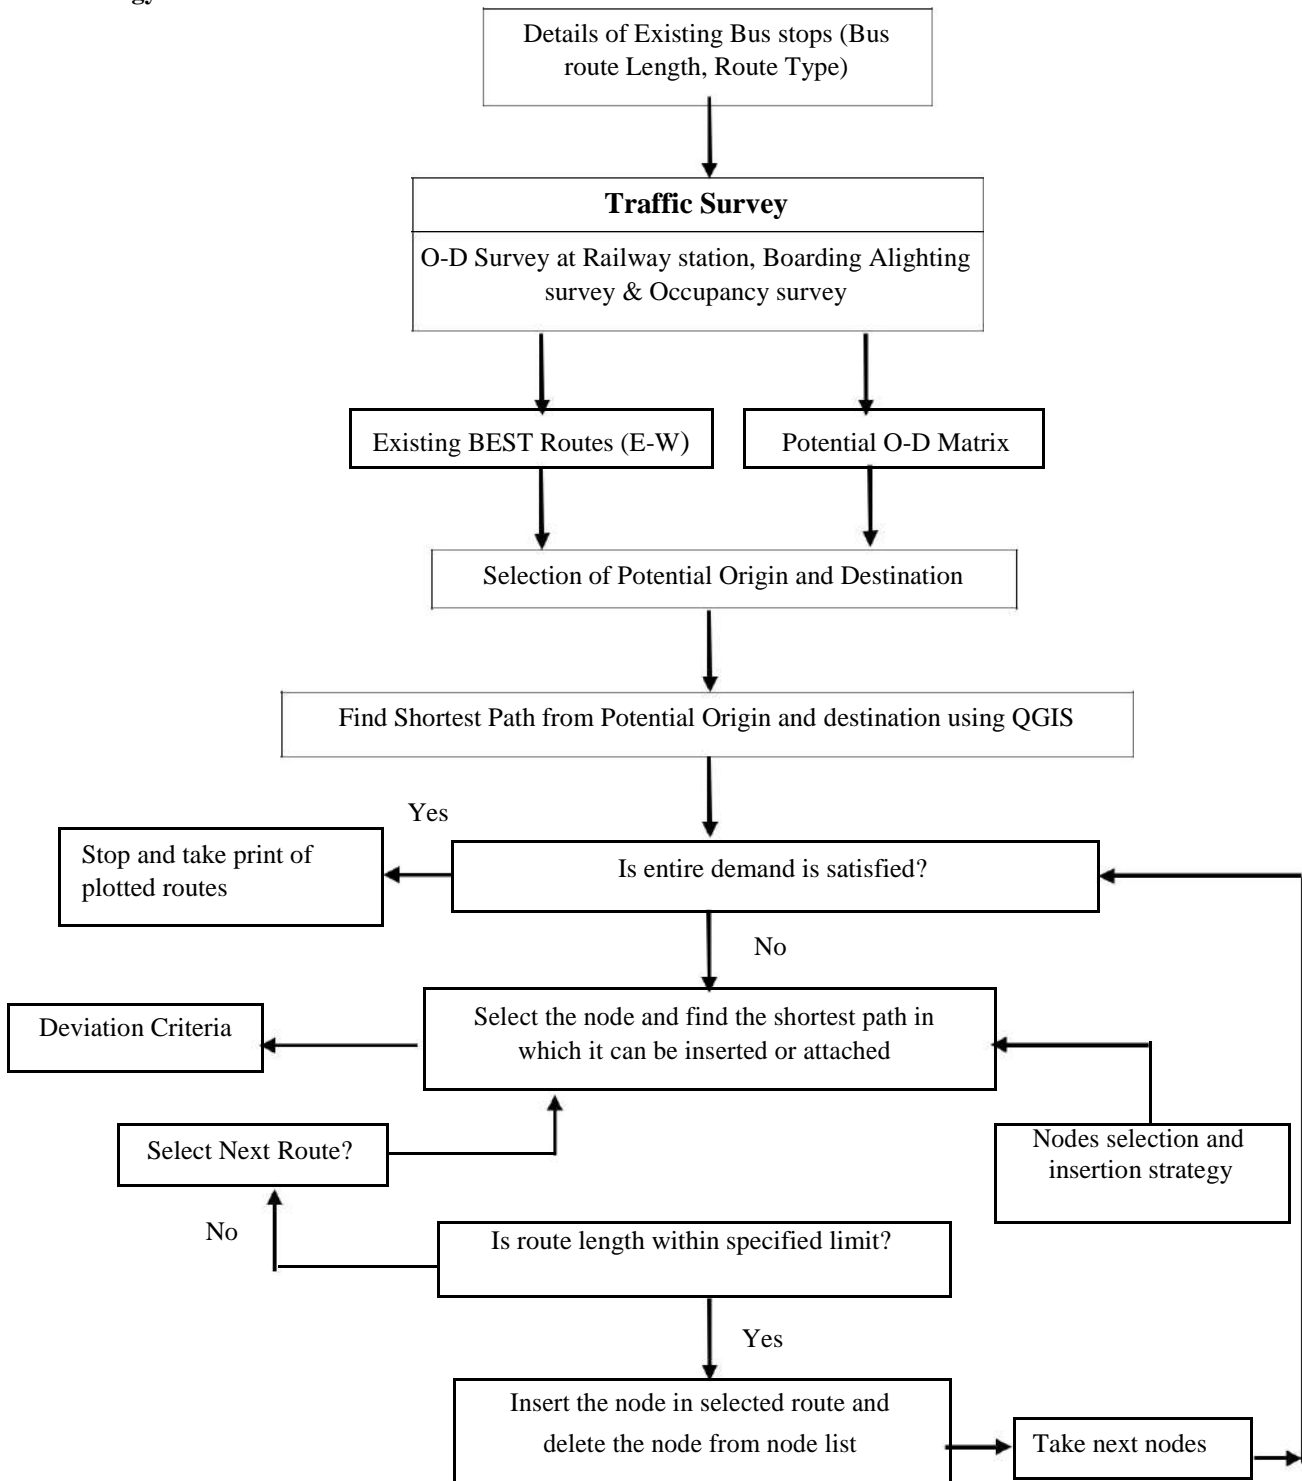 Details of Existing Bus stops (Bus
route Length, Route Type)
Traffic Survey
O-D Survey at Railway station, Boarding Alighting
survey & Occupancy survey
Existing BEST Routes (E-W)
Potential O-D Matrix
Selection of Potential Origin and Destination
Find Shortest Path from Potential Origin and destination using QGIS
Yes
Stop and take print of
plotted routes
Is entire demand is satisfied?
No
Deviation Criteria
Select the node and find the shortest path in
which it can be inserted or attached
Select Next Route?
Nodes selection and
insertion strategy
No
Is route length within specified limit?
Yes
Insert the node in selected route and
delete the node from node list
Take next nodes